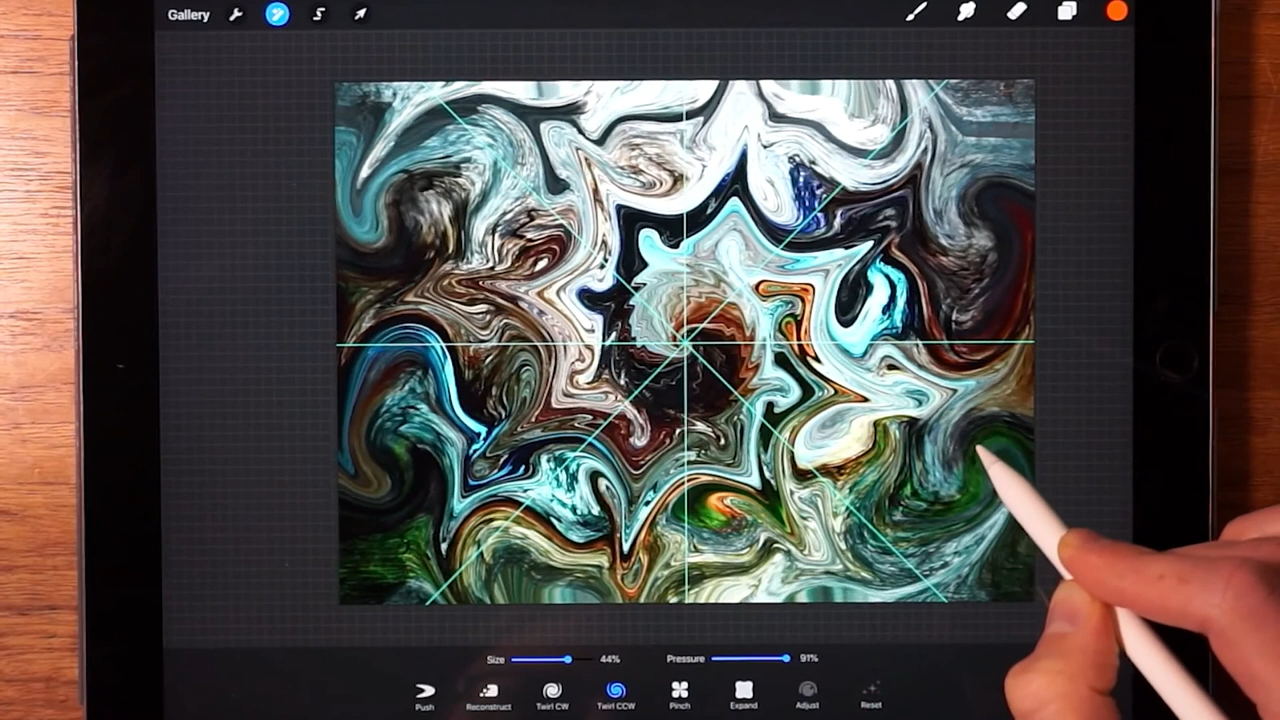 Gallery
Size 44% Pressure 91%
Push Reconstruct Twirl CW Twirl CCW Pinch Expand Adjust Reset